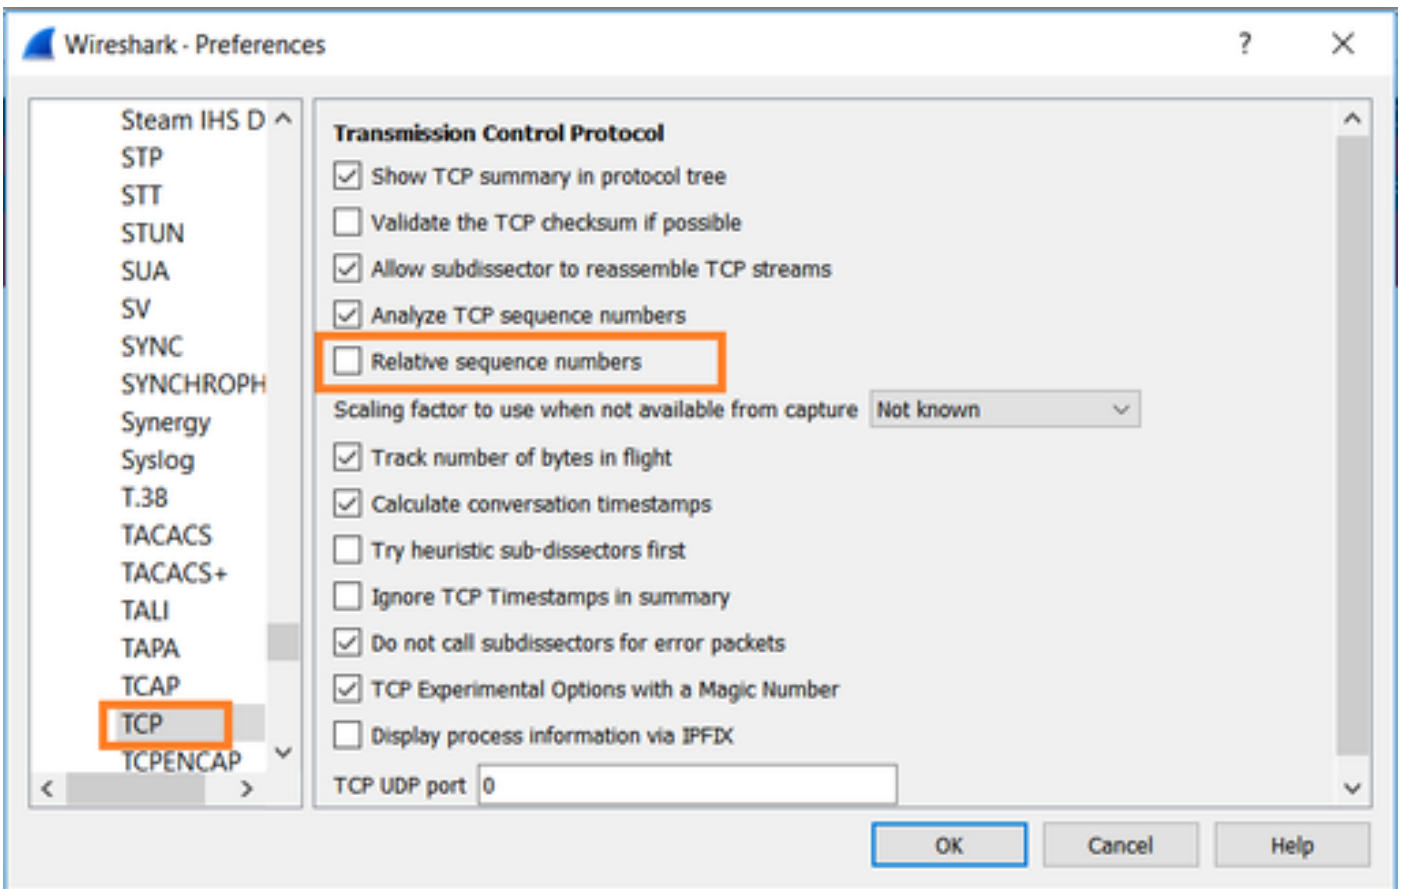 Wireshark - Preferences
?
Steam IHS D
STP
STT
STUN
SUA
SV
SYNC
SYNCHROPH
Synergy
Syslog
T.38
TACACS
TACACS+
TALI
TAPA
TCAP
TCP
TCPENCAP
Transmission Control Protocol
Show TCP summary in protocol tree
Validate the TCP checksum if possible
Allow subdissector to reassemble TCP streams
Analyze TCP sequence numbers
Relative sequence numbers
Scaling factor to use when not available from capture Not known
Track number of bytes in flight
Calculate conversation timestamps
Try heuristic sub-dissectors first
Ignore TCP Timestamps in summary
Do not call subdissectors for error packets
TCP Experimental Options with a Magic Number
Display process information via IPFIX
TCP UDP port 0
OK Cancel Help